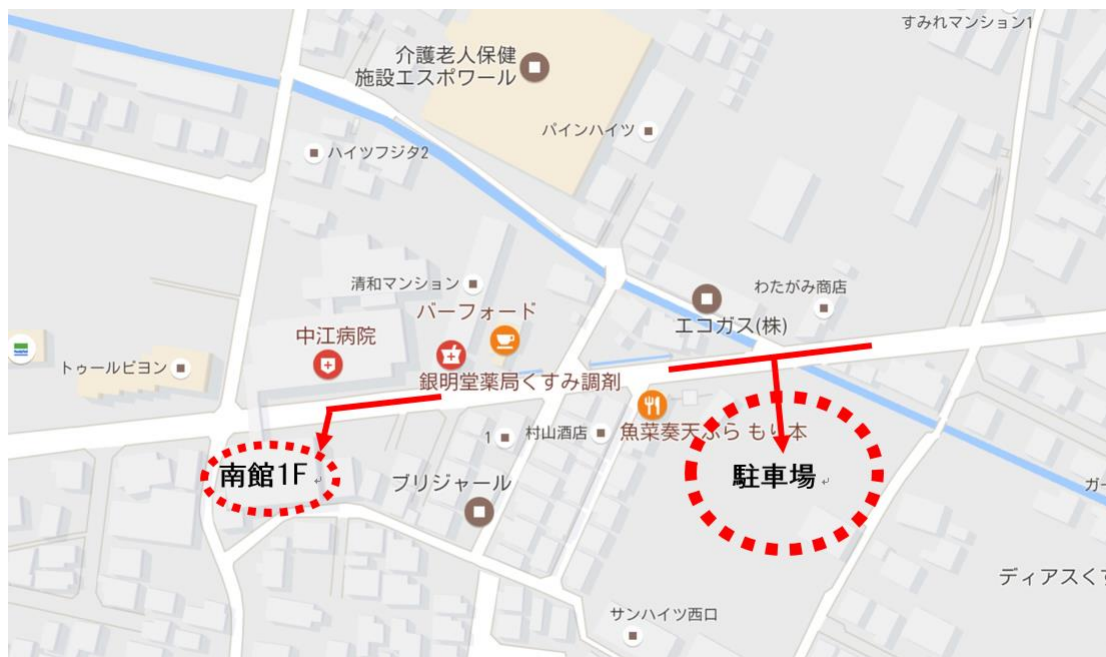 すみれマンション1
介護老人保健
施設エスポワール
パインハイツ
ハイツフジタ2
清和マンション
わたがみ商店
バーフォード
エコガス(株)
中江病院
トゥールビヨン
銀明堂薬局くすみ調剤
1
村山酒店
魚菜奏天ぷら もり本
南館1F
ブリジャール
駐車場
ガー
ディアスくす
サンハイツ西口